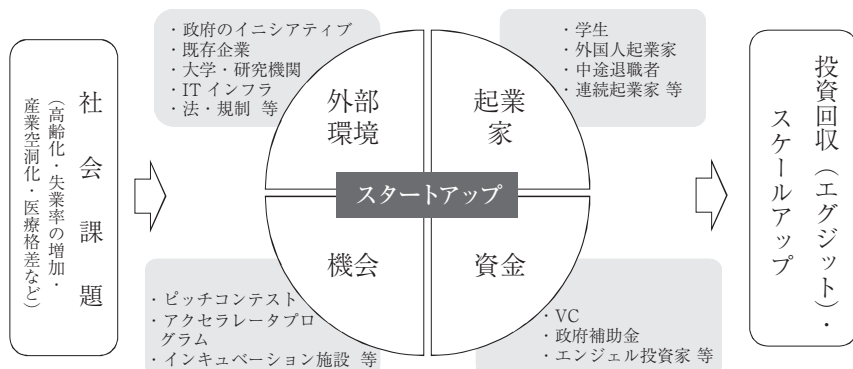 社会課題
（高齢化・失業率の増加・
産業空洞化・医療格差など）
・政府のイニシアティブ
・既存企業
・大学・研究機関
・IT インフラ
・法・規制 等
外部
環境
起業
家
・学生
・外国人起業家
・中途退職者
・連続起業家 等
スタートアップ
機会
資金
・ピッチコンテスト
・アクセラレータプロ
グラム
・インキュベーション施設 等
・VC
・政府補助金
・エンジェル投資家 等
投資回収（エグジット）・
スケールアップ